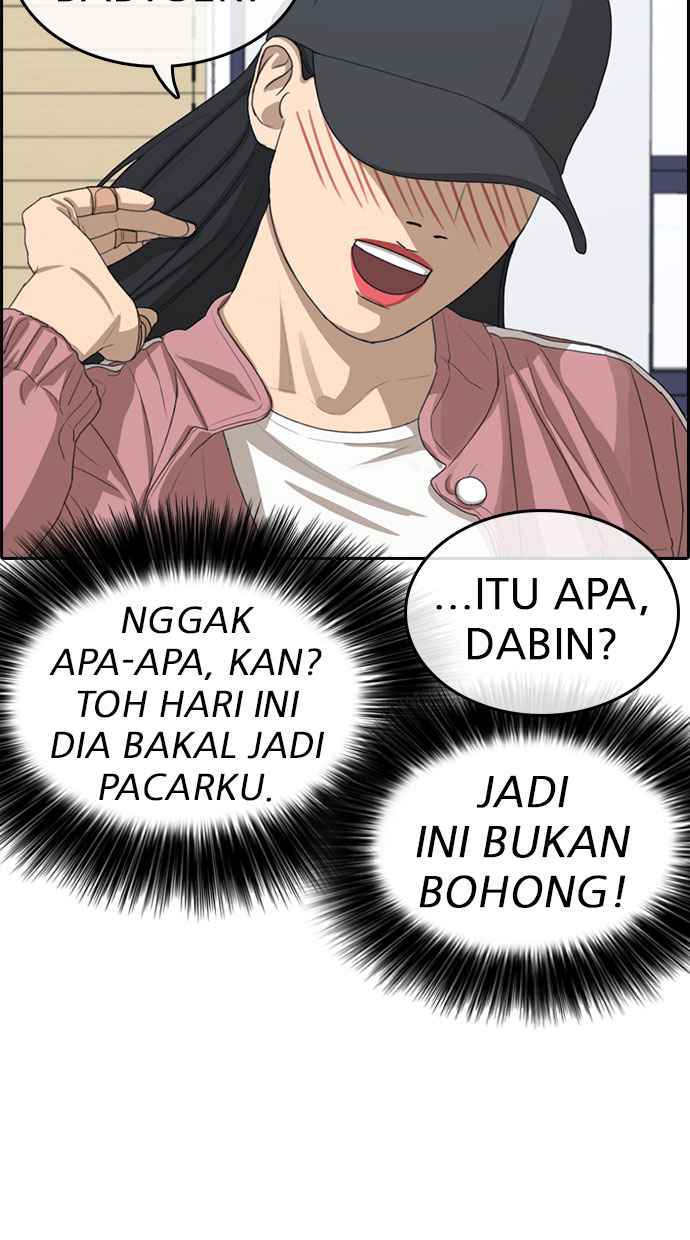 NGGAK
APA-APA, KAN?
TOH HARI INI
DIA BAKAL JADI
PACARKU.
...ITU APA,
DABIN?
JADI
INI BUKAN
BOHONG!